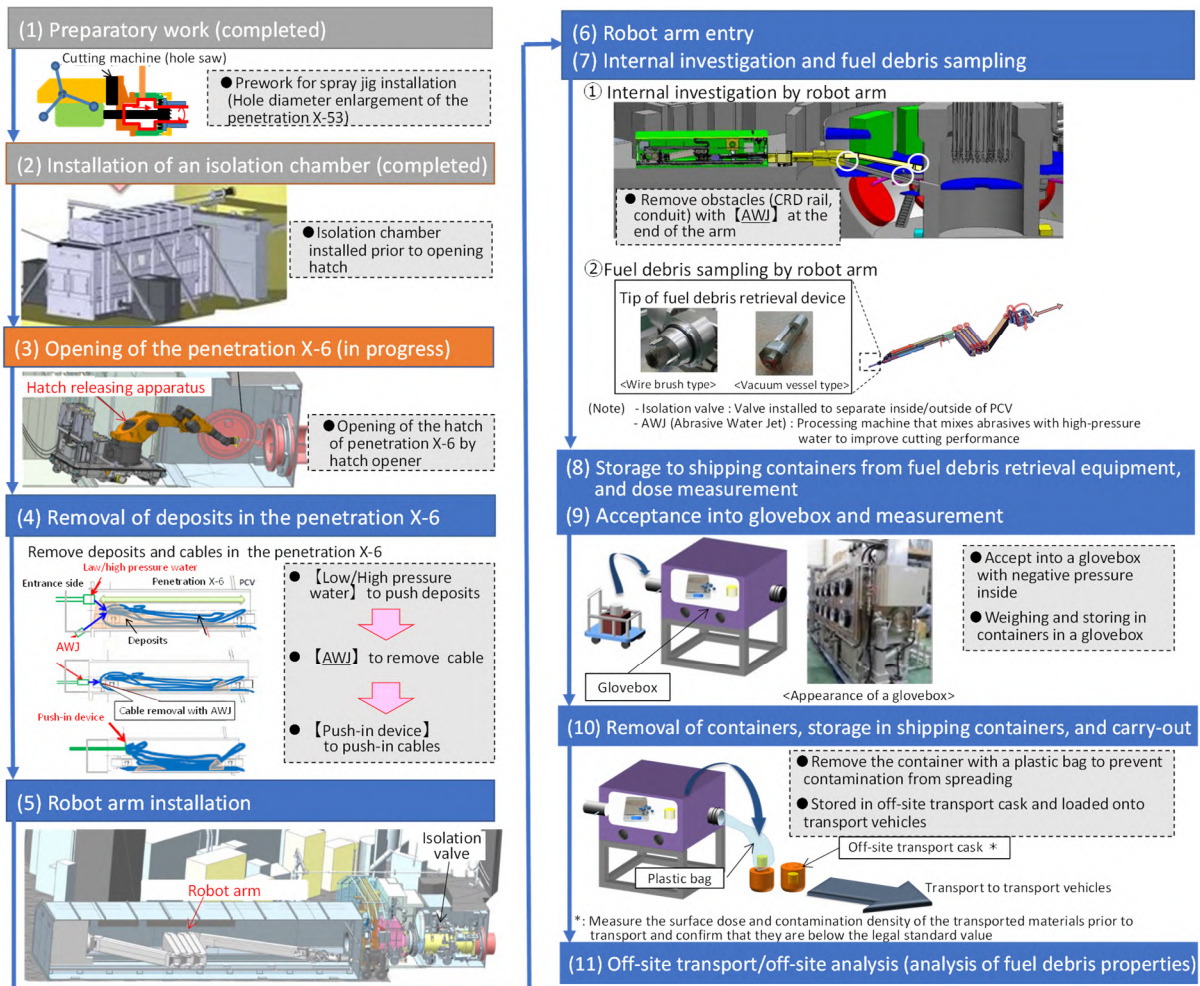 (1) Preparatory work (completed)
Cutting machine (hole saw)
● Prework for spray jig installation
(Hole diameter enlargement of the
penetration X-53)
(2) Installation of an isolation chamber (completed)
● Isolation chamber
installed prior to opening
hatch
(3) Opening of the penetration X-6 (in progress)
Hatch releasing apparatus
● Opening of the hatch
of penetration X-6 by
hatch opener
(4) Removal of deposits in the penetration X-6
Remove deposits and cables in the penetration X-6
Law/high pressure water
Entrance side
Penetration X-6
PCV
Deposits
AWJ
Cable removal with AWJ
Push-in device
● 【Low/High pressure
water】 to push deposits
● 【AWJ】 to remove cable
● 【Push-in device】
to push-in cables
(5) Robot arm installation
Isolation
valve
Robot arm
(6) Robot arm entry
(7) Internal investigation and fuel debris sampling
① Internal investigation by robot arm
● Remove obstacles (CRD rail,
conduit) with 【AWJ】 at the
end of the arm
②Fuel debris sampling by robot arm
Tip of fuel debris retrieval device
<Wire brush type>
<Vacuum vessel type>
(Note) - Isolation valve : Valve installed to separate inside/outside of PCV
- AWJ (Abrasive Water Jet) : Processing machine that mixes abrasives with high-pressure
water to improve cutting performance
(8) Storage to shipping containers from fuel debris retrieval equipment,
and dose measurement
(9) Acceptance into glovebox and measurement
● Accept into a glovebox
with negative pressure
inside
● Weighing and storing in
containers in a glovebox
Glovebox
<Appearance of a glovebox>
(10) Removal of containers, storage in shipping containers, and carry-out
● Remove the container with a plastic bag to prevent
contamination from spreading
● Stored in off-site transport cask and loaded onto
transport vehicles
Off-site transport cask *
Plastic bag
Transport to transport vehicles
*: Measure the surface dose and contamination density of the transported materials prior to
transport and confirm that they are below the legal standard value
(11) Off-site transport/off-site analysis (analysis of fuel debris properties)